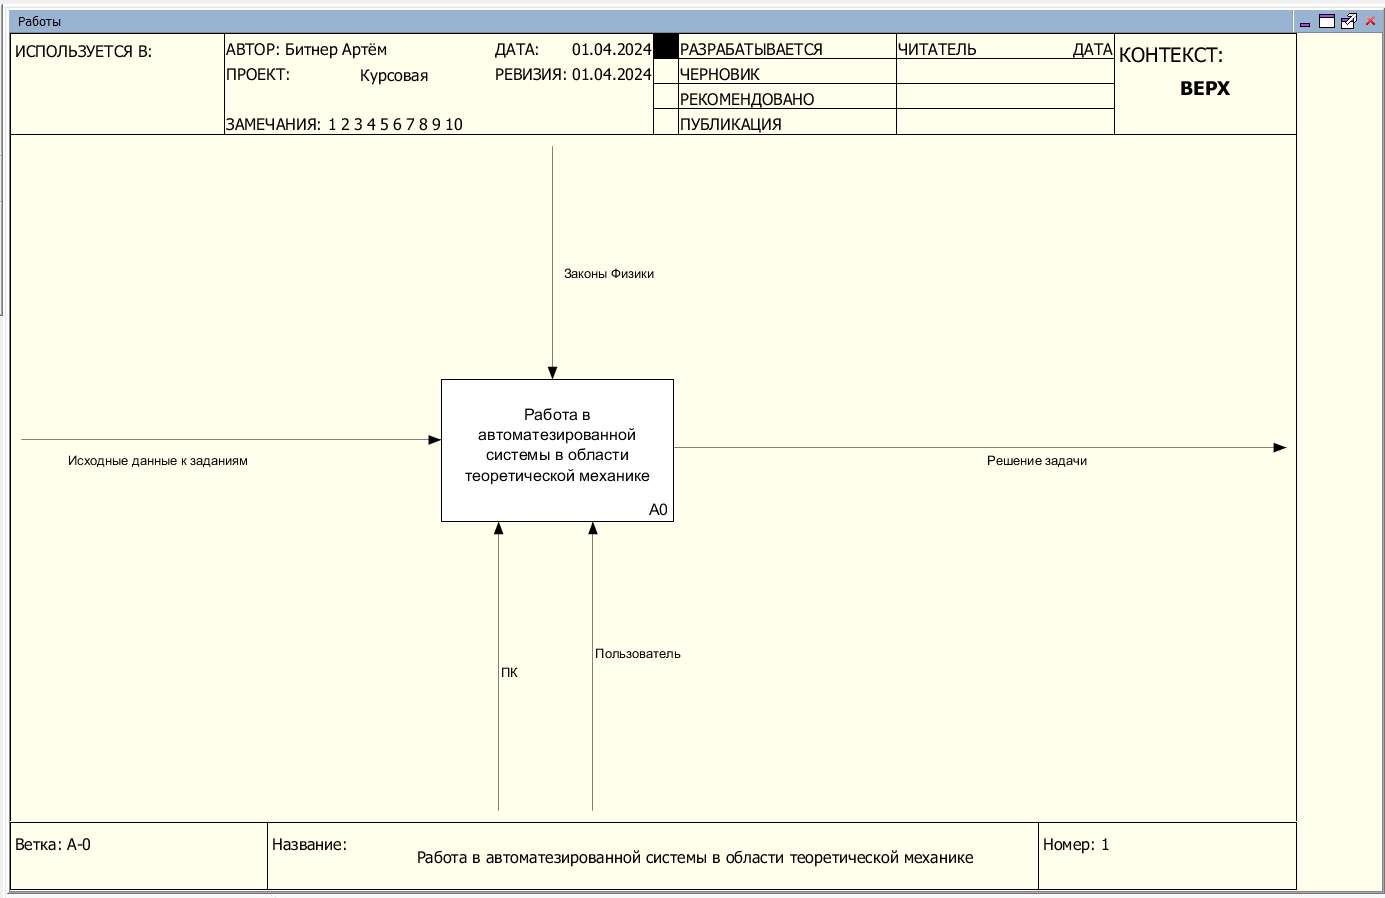 Работы
ИСПОЛЬЗУЕТСЯ В:
АВТОР: Битнер Артём
ДАТА: 01.04.2024
ПРОЕКТ: Курсовая
РЕВИЗИЯ: 01.04.2024
ЗАМЕЧАНИЯ: 1 2 3 4 5 6 7 8 9 10
РАЗРАБАТЫВАЕТСЯ
ЧЕРНОВИК
РЕКОМЕНДОВАНО
ПУБЛИКАЦИЯ
ЧИТАТЕЛЬ ДАТА
КОНТЕКСТ:
ВЕРХ
Законы Физики
Работа в
автоматезированной
системы в области
теоретической механике
A0
Исходные данные к заданиям
Решение задачи
Пользователь
ПК
Ветка: A-0
Название:
Работа в автоматезированной системы в области теоретической механике
Номер: 1